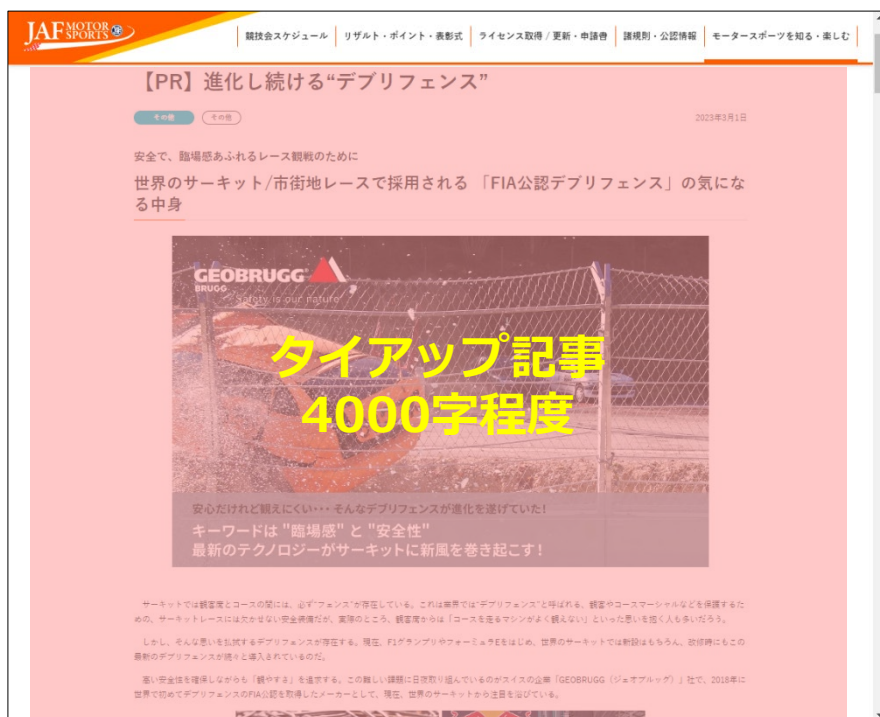 JAF MOTOR SPORTS
競技会スケジュール
リザルト・ポイント・表彰式
ライセンス取得 / 更新・申請書
諸規則・公認情報
モータースポーツを知る・楽しむ
【PR】進化し続ける“デブリフェンス”
その他
その他
2023年3月1日
安全で、臨場感あふれるレース観戦のために
世界のサーキット/市街地レースで採用される 「FIA公認デブリフェンス」の気にな
る中身
GEOBRUGG
BRUGG
Safety is our nature
タイアップ記事
4000字程度
安心だけれど観えにくい･･･ そんなデブリフェンスが進化を遂げていた！
キーワードは "臨場感" と "安全性"
最新のテクノロジーがサーキットに新風を巻き起こす！
サーキットでは観客席とコースの間には、必ず“フェンス”が存在している。これは業界では“デブリフェンス”と呼ばれる、観客やコースマーシャルなどを保護するた
めの、サーキットレースには欠かせない安全装備だが、実際のところ、観客席からは「コースを走るマシンがよく観えない」といった思いを抱く人も多いだろう。
しかし、そんな思いを払拭するデブリフェンスが存在する。現在、F1グランプリやフォーミュラEをはじめ、世界のサーキットでは新設はもちろん、改修時にもこの
最新のデブリフェンスが続々と導入されているのだ。
高い安全性を確保しながらも「観やすさ」を追求する。この難しい課題に日夜取り組んでいるのがスイスの企業「GEOBRUGG（ジェオブルッグ）」社で、2018年に
世界で初めてデブリフェンスのFIA公認を取得したメーカーとして、現在、世界のサーキットから注目を浴びている。